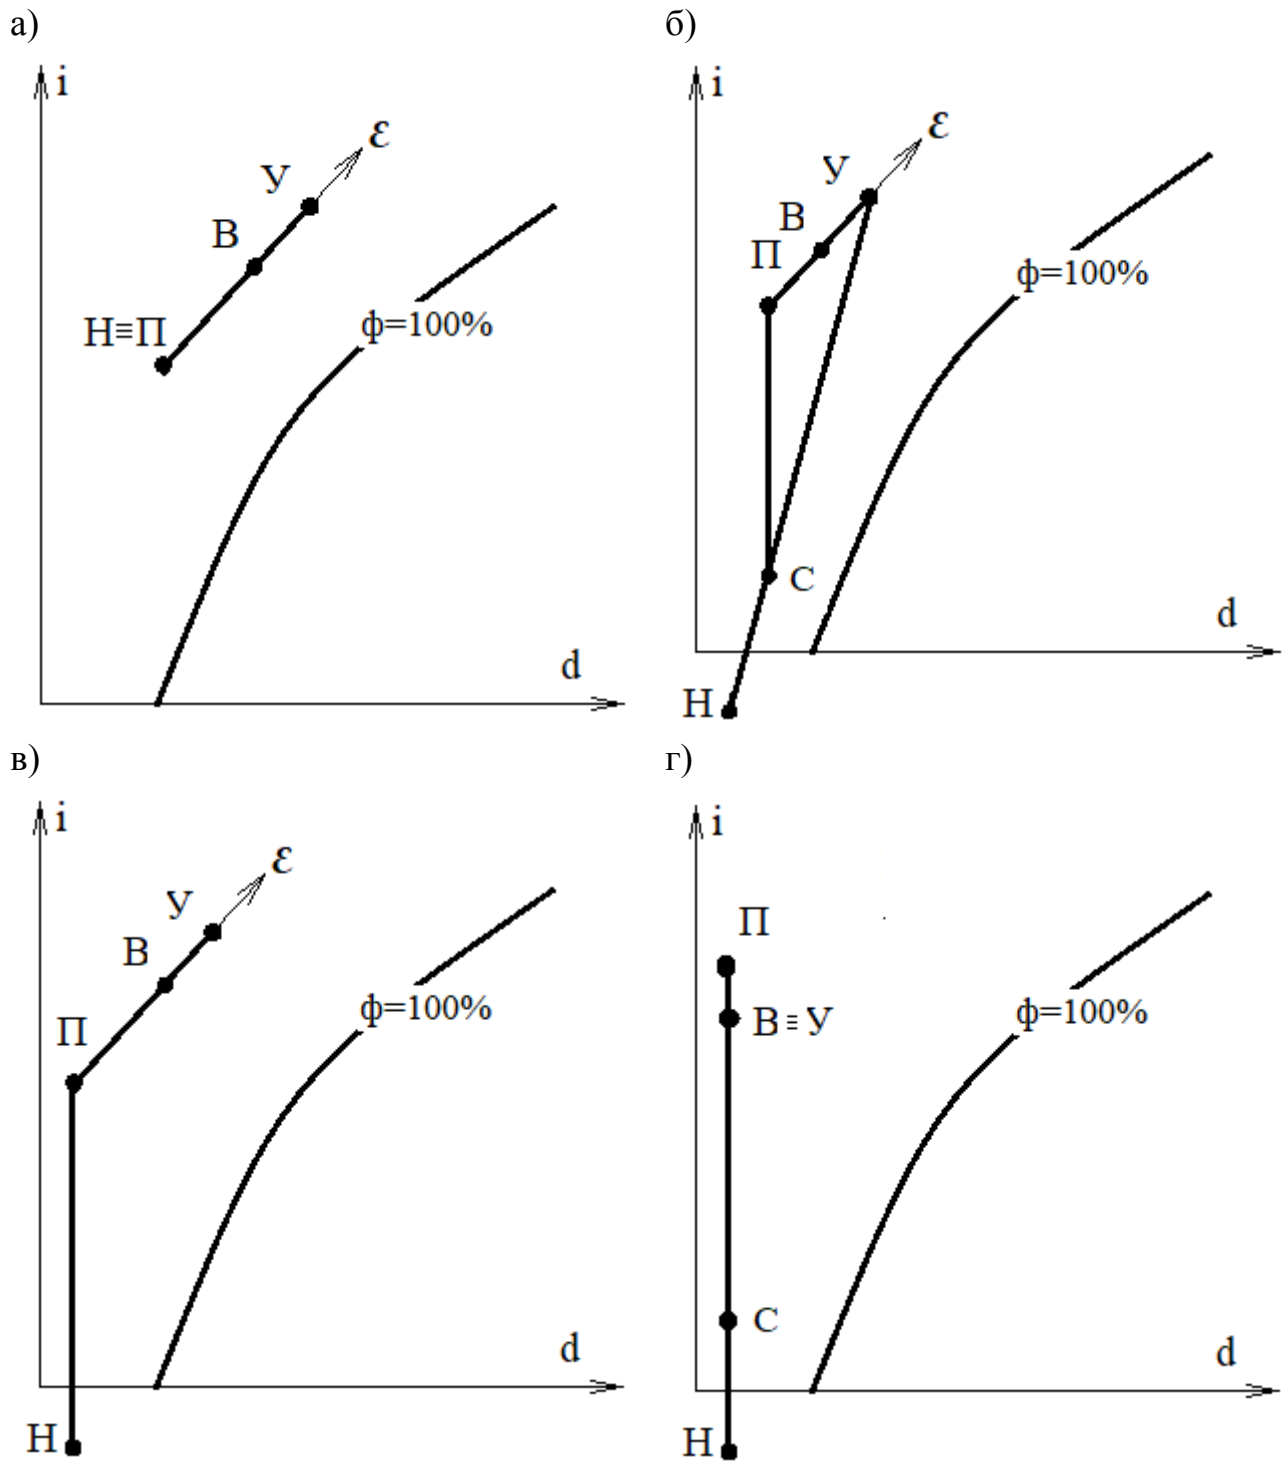 а)
i
ε
У
В
Н≡П
ф=100%
d
б)
i
ε
У
В
П
ф=100%
С
d
Н
в)
i
ε
У
В
П
ф=100%
d
Н
г)
i
П
В ≡ У
ф=100%
С
d
Н